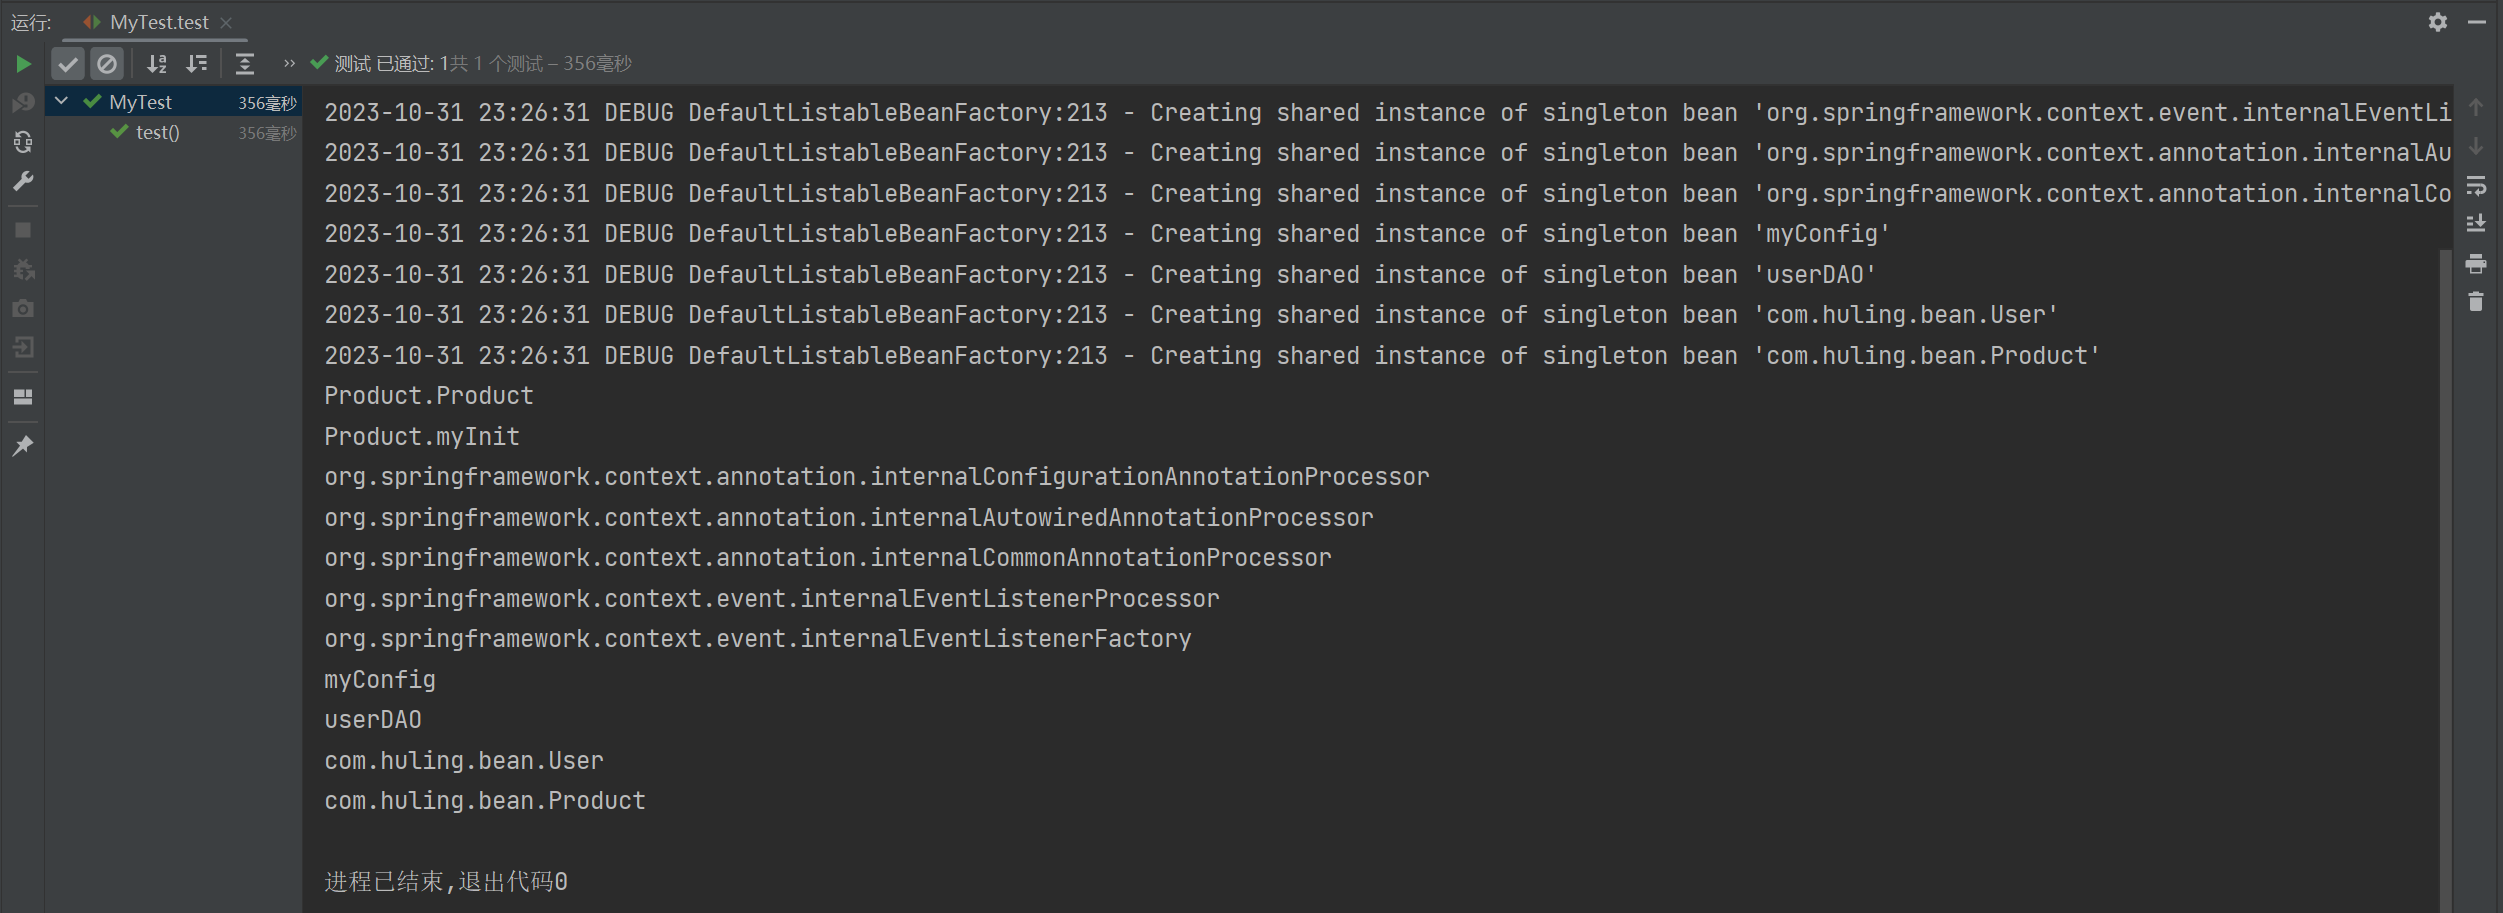 运行: MyTest.test
测试 已通过: 1共 1 个测试 – 356毫秒
MyTest 356毫秒
test() 356毫秒
2023-10-31 23:26:31 DEBUG DefaultListableBeanFactory:213 - Creating shared instance of singleton bean 'org.springframework.context.event.internalEventLi
2023-10-31 23:26:31 DEBUG DefaultListableBeanFactory:213 - Creating shared instance of singleton bean 'org.springframework.context.annotation.internalAu
2023-10-31 23:26:31 DEBUG DefaultListableBeanFactory:213 - Creating shared instance of singleton bean 'org.springframework.context.annotation.internalCo
2023-10-31 23:26:31 DEBUG DefaultListableBeanFactory:213 - Creating shared instance of singleton bean 'myConfig'
2023-10-31 23:26:31 DEBUG DefaultListableBeanFactory:213 - Creating shared instance of singleton bean 'userDAO'
2023-10-31 23:26:31 DEBUG DefaultListableBeanFactory:213 - Creating shared instance of singleton bean 'com.huling.bean.User'
2023-10-31 23:26:31 DEBUG DefaultListableBeanFactory:213 - Creating shared instance of singleton bean 'com.huling.bean.Product'
Product.Product
Product.myInit
org.springframework.context.annotation.internalConfigurationAnnotationProcessor
org.springframework.context.annotation.internalAutowiredAnnotationProcessor
org.springframework.context.annotation.internalCommonAnnotationProcessor
org.springframework.context.event.internalEventListenerProcessor
org.springframework.context.event.internalEventListenerFactory
myConfig
userDAO
com.huling.bean.User
com.huling.bean.Product
进程已结束,退出代码0